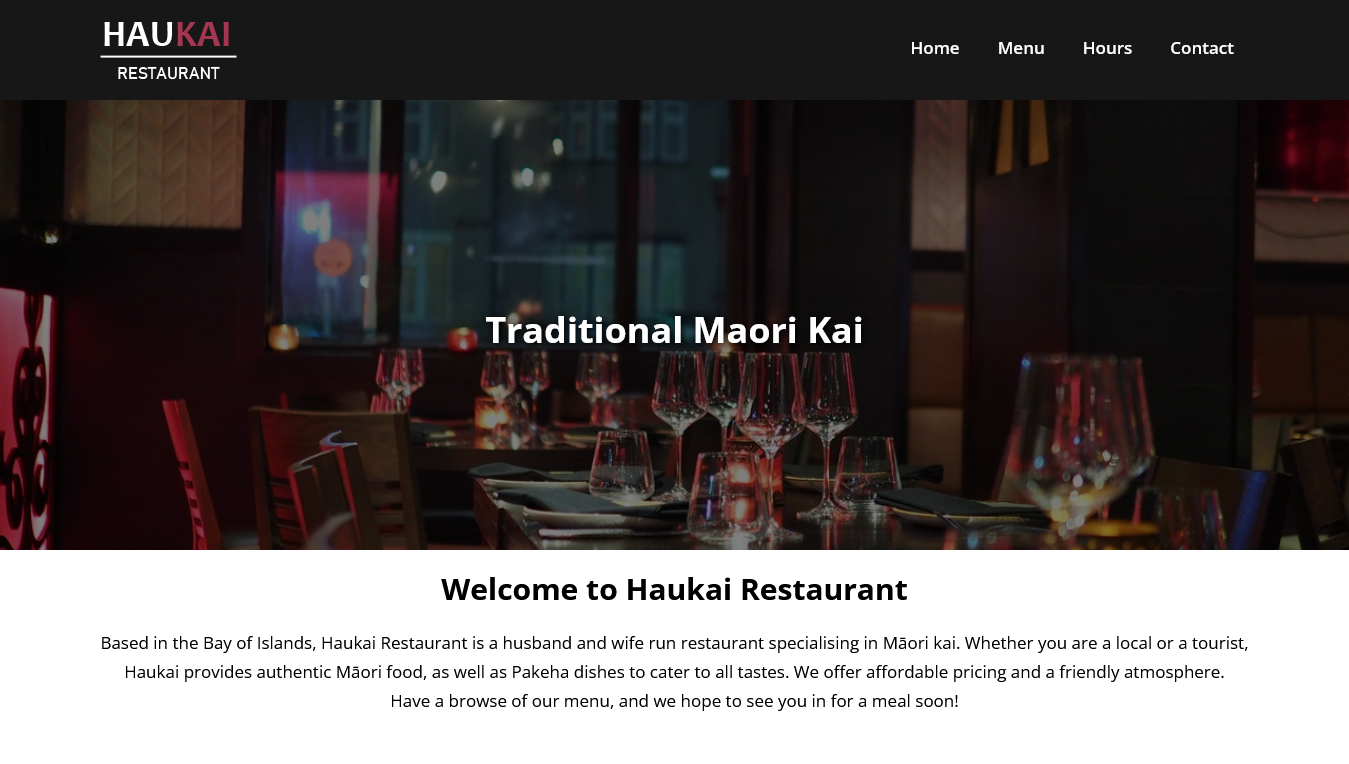 HAUKAI
RESTAURANT
Home Menu Hours Contact
Traditional Maori Kai
Welcome to Haukai Restaurant
Based in the Bay of Islands, Haukai Restaurant is a husband and wife run restaurant specialising in Māori kai. Whether you are a local or a tourist,
Haukai provides authentic Māori food, as well as Pakeha dishes to cater to all tastes. We offer affordable pricing and a friendly atmosphere.
Have a browse of our menu, and we hope to see you in for a meal soon!